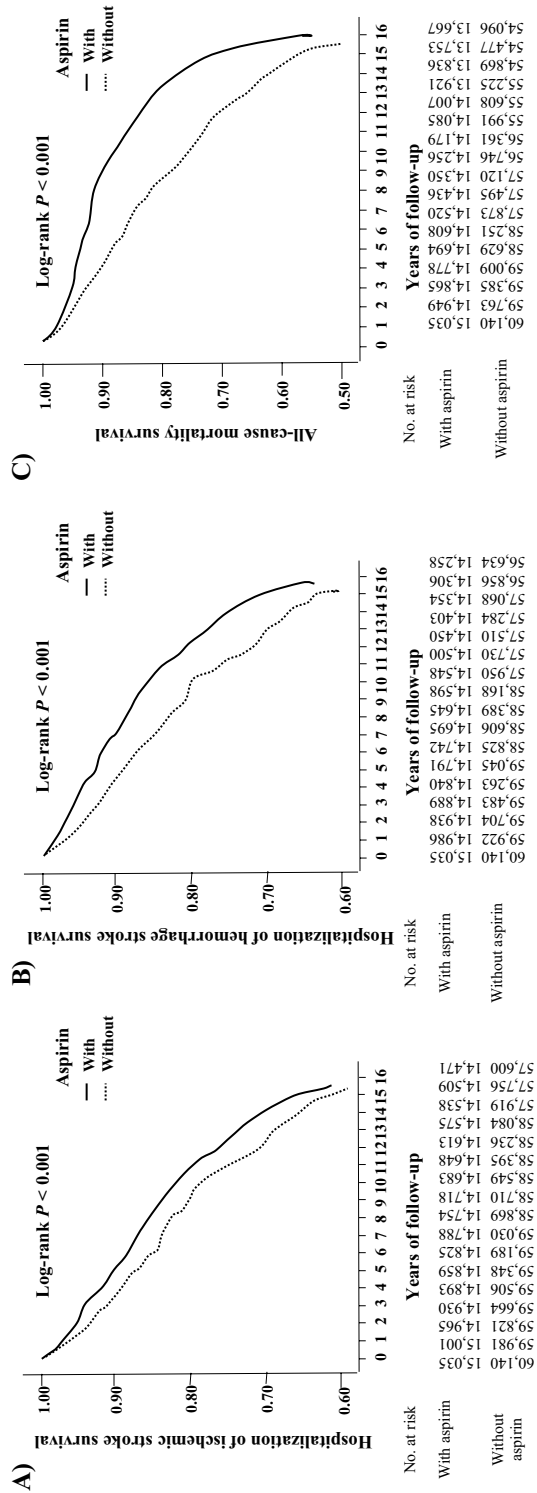 A)
Hospitalization of ischemic stroke survival
1.00
0.90
0.80
0.70
0.60
Log-rank P < 0.001
Aspirin
With
Without
0 1 2 3 4 5 6 7 8 9 10 11 12 13 14 15 16
Years of follow-up
No. at risk
With aspirin 15,035 15,001 14,965 14,930 14,893 14,859 14,825 14,788 14,754 14,718 14,683 14,648 14,613 14,575 14,538 14,509 14,471
Without 60,140 59,981 59,821 59,664 59,506 59,348 59,189 59,030 58,869 58,710 58,549 58,395 58,236 58,084 57,919 57,756 57,600
aspirin
B)
Hospitalization of hemorrhage stroke survival
1.00
0.90
0.80
0.70
0.60
Log-rank P < 0.001
Aspirin
With
Without
0 1 2 3 4 5 6 7 8 9 10 11 12 13 14 15 16
Years of follow-up
No. at risk
With aspirin 15,035 14,986 14,938 14,889 14,840 14,791 14,742 14,695 14,645 14,598 14,548 14,500 14,450 14,403 14,354 14,306 14,258
Without aspirin 60,140 59,922 59,704 59,483 59,263 59,045 58,825 58,606 58,389 58,168 57,950 57,730 57,510 57,284 57,068 56,856 56,634
C)
All-cause mortality survival
1.00
0.90
0.80
0.70
0.60
0.50
Log-rank P < 0.001
Aspirin
With
Without
0 1 2 3 4 5 6 7 8 9 10 11 12 13 14 15 16
Years of follow-up
No. at risk
With aspirin 15,035 14,949 14,865 14,778 14,694 14,608 14,520 14,436 14,350 14,256 14,179 14,085 14,007 13,921 13,836 13,753 13,667
Without aspirin 60,140 59,763 59,385 59,009 58,629 58,251 57,873 57,495 57,120 56,746 56,361 55,991 55,608 55,225 54,869 54,477 54,096